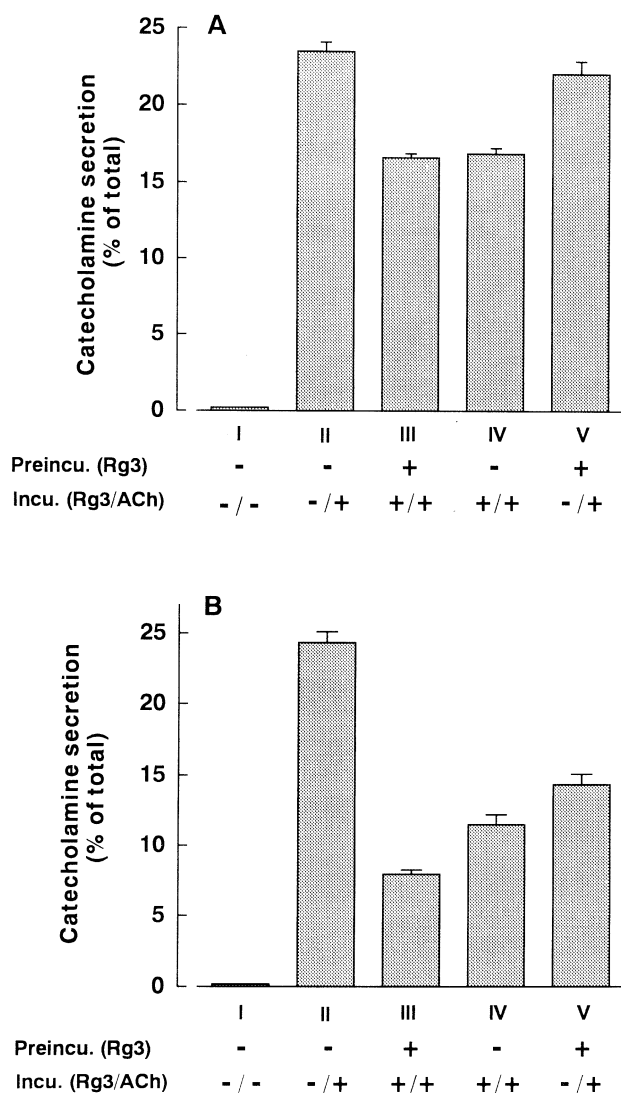 A
Catecholamine secretion
(% of total)
25
20
15
10
5
0
I II III IV V
Preincu. (Rg3) - - + - +
Incu. (Rg3/ACh) -/- -/+ +/+ +/+ -/+
B
Catecholamine secretion
(% of total)
25
20
15
10
5
0
I II III IV V
Preincu. (Rg3) - - + - +
Incu. (Rg3/ACh) -/- -/+ +/+ +/+ -/+